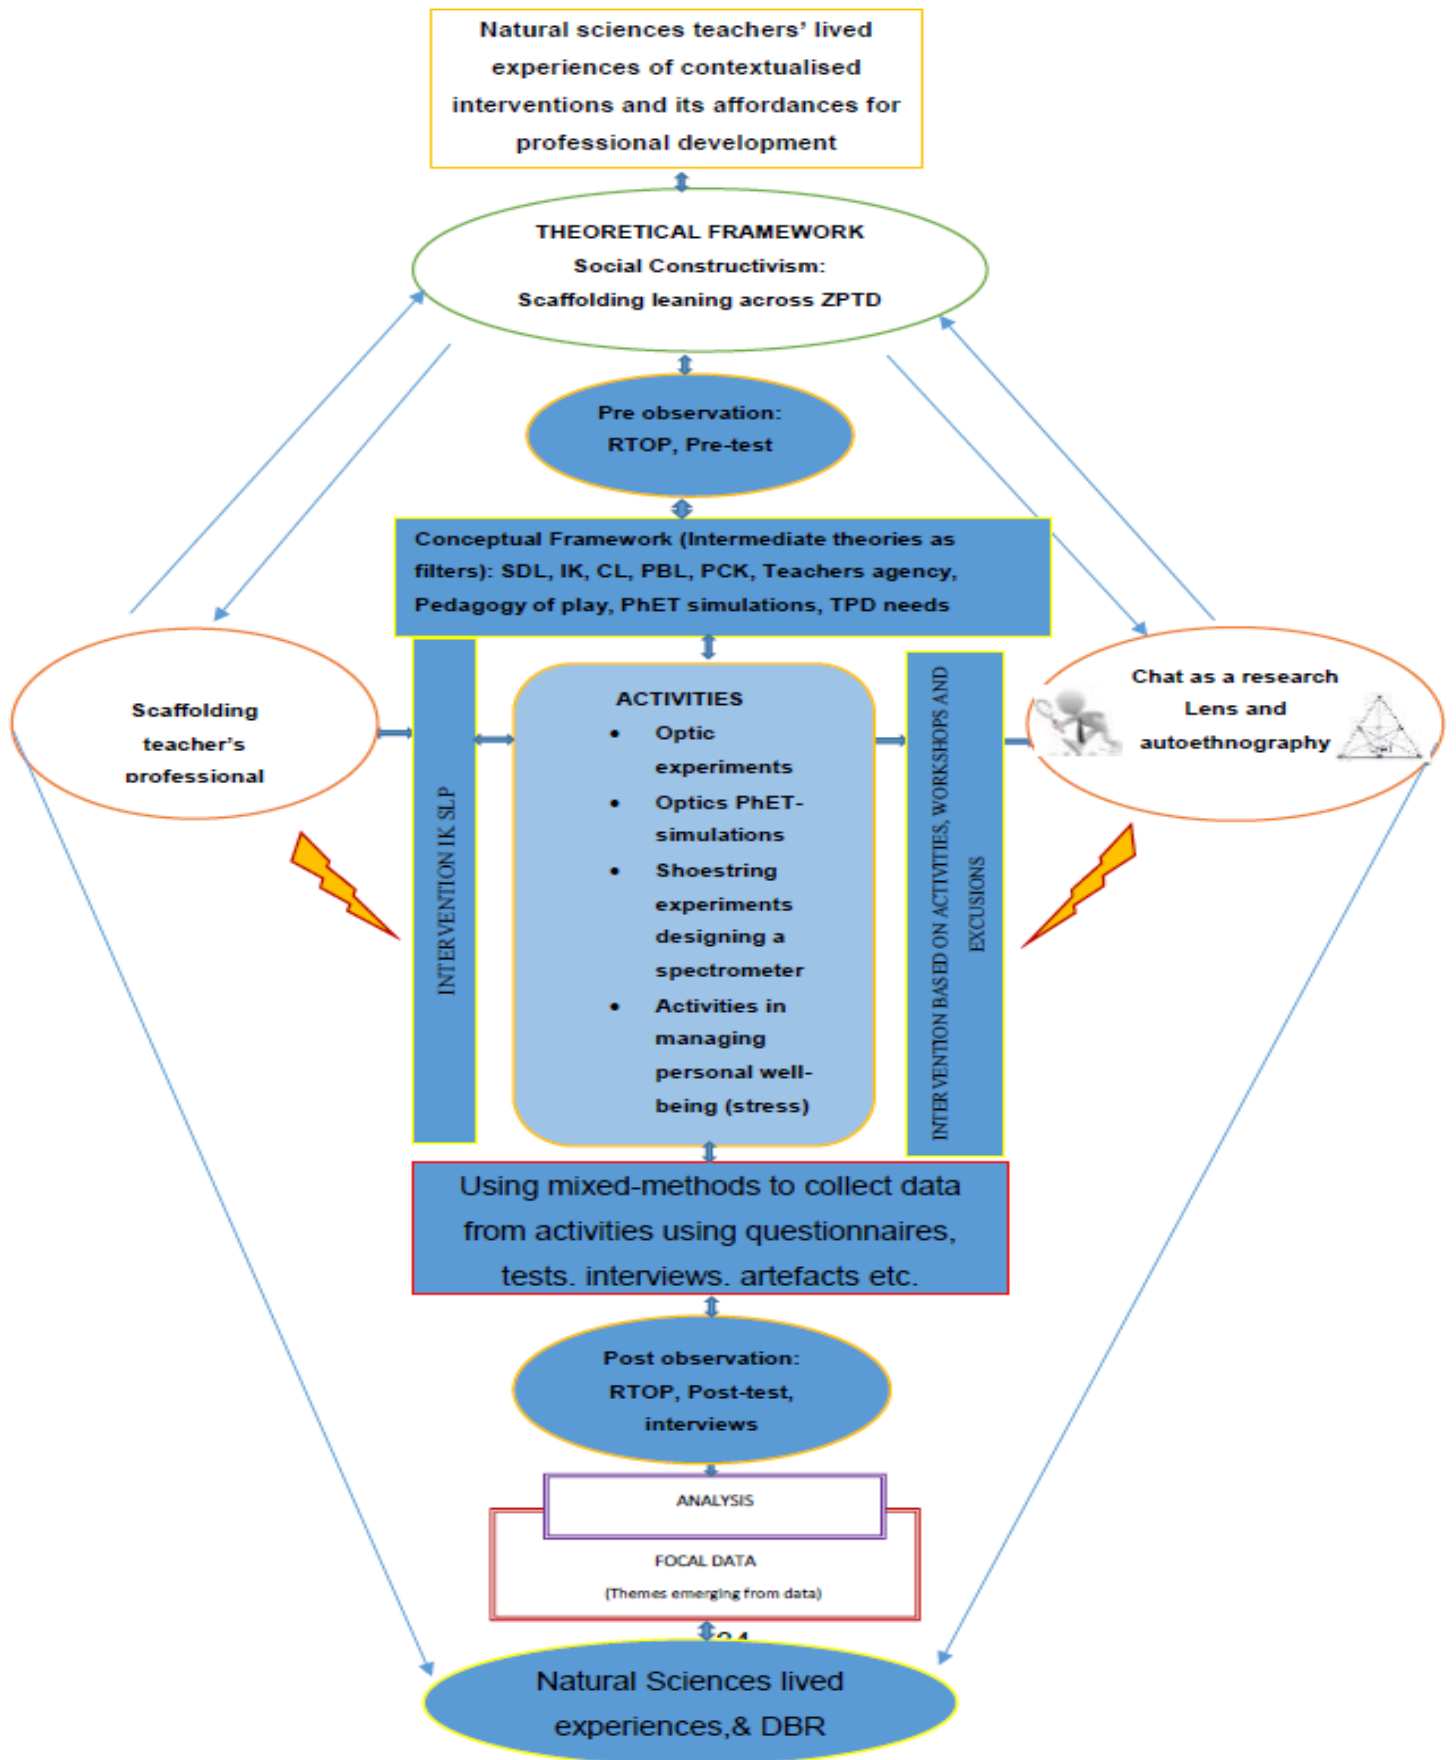 Natural sciences teachers' lived
experiences of contextualised
interventions and its affordances for
professional development
THEORETICAL FRAMEWORK
Social Constructivism:
Scaffolding leaning across ZPTD
Pre observation:
RTOP, Pre-test
Conceptual Framework (Intermediate theories as
filters): SDL, IK, CL, PBL, PCK, Teachers agency,
Pedagogy of play, PhET simulations, TPD needs
Scaffolding
teacher's
professional
INTERVENTION IK SLP
ACTIVITIES
• Optic
experiments
• Optics PhET-
simulations
• Shoestring
experiments
designing a
spectrometer
• Activities in
managing
personal well-
being (stress)
INTERVENTION BASED ON ACTIVITIES, WORKSHOPS AND
EXCUSIONS
Chat as a research
Lens and
autoethnography
Using mixed-methods to collect data
from activities using questionnaires,
tests. interviews. artefacts etc.
Post observation:
RTOP, Post-test,
interviews
ANALYSIS
FOCAL DATA
(Themes emerging from data)
Natural Sciences lived
experiences,& DBR